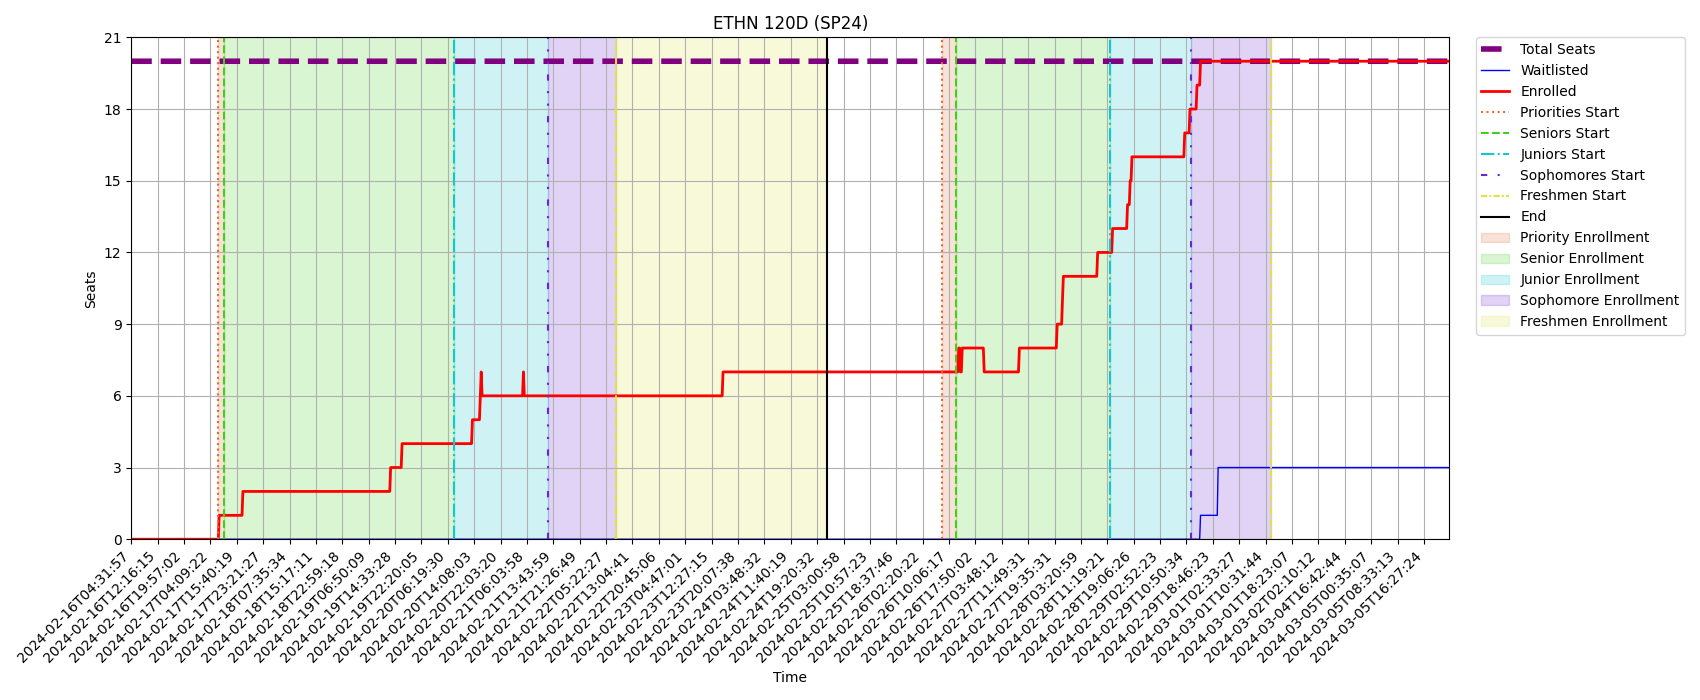 ETHN 120D (SP24)
21
18
15
12
9
6
3
0
Seats
2024-02-16T04:31:57
2024-02-16T12:16:15
2024-02-16T19:57:02
2024-02-17T04:09:22
2024-02-17T15:40:19
2024-02-17T23:21:27
2024-02-18T07:35:34
2024-02-18T15:17:11
2024-02-18T22:59:18
2024-02-19T06:50:09
2024-02-19T14:33:28
2024-02-19T22:20:05
2024-02-20T06:19:30
2024-02-20T14:08:03
2024-02-20T22:03:20
2024-02-21T06:03:58
2024-02-21T13:43:59
2024-02-21T21:26:49
2024-02-22T05:22:27
2024-02-22T13:04:41
2024-02-22T20:45:06
2024-02-23T04:47:01
2024-02-23T12:27:15
2024-02-23T20:07:38
2024-02-24T03:48:32
2024-02-24T11:40:19
2024-02-24T19:20:32
2024-02-25T03:00:58
2024-02-25T10:57:23
2024-02-25T18:37:46
2024-02-26T02:20:22
2024-02-26T10:06:17
2024-02-26T17:50:02
2024-02-27T03:48:12
2024-02-27T11:49:31
2024-02-27T19:35:31
2024-02-28T03:20:59
2024-02-28T11:19:21
2024-02-28T19:06:26
2024-02-29T02:52:23
2024-02-29T10:50:34
2024-02-29T18:46:23
2024-03-01T02:33:27
2024-03-01T10:31:44
2024-03-01T18:23:07
2024-03-02T02:10:12
2024-03-04T16:42:44
2024-03-05T00:35:07
2024-03-05T08:33:13
2024-03-05T16:27:24
Time
Total Seats
Waitlisted
Enrolled
Priorities Start
Seniors Start
Juniors Start
Sophomores Start
Freshmen Start
End
Priority Enrollment
Senior Enrollment
Junior Enrollment
Sophomore Enrollment
Freshmen Enrollment